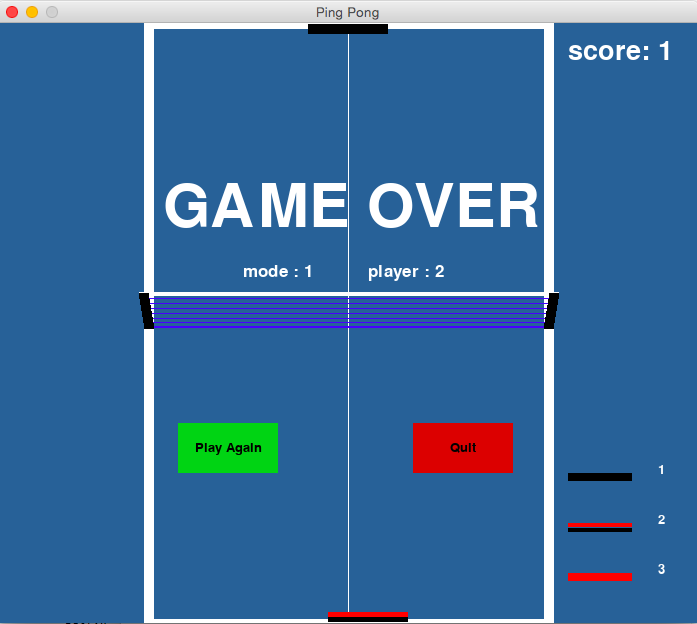 Ping Pong
score: 1
GAME OVER
mode : 1 player : 2
Play Again Quit
1
2
3